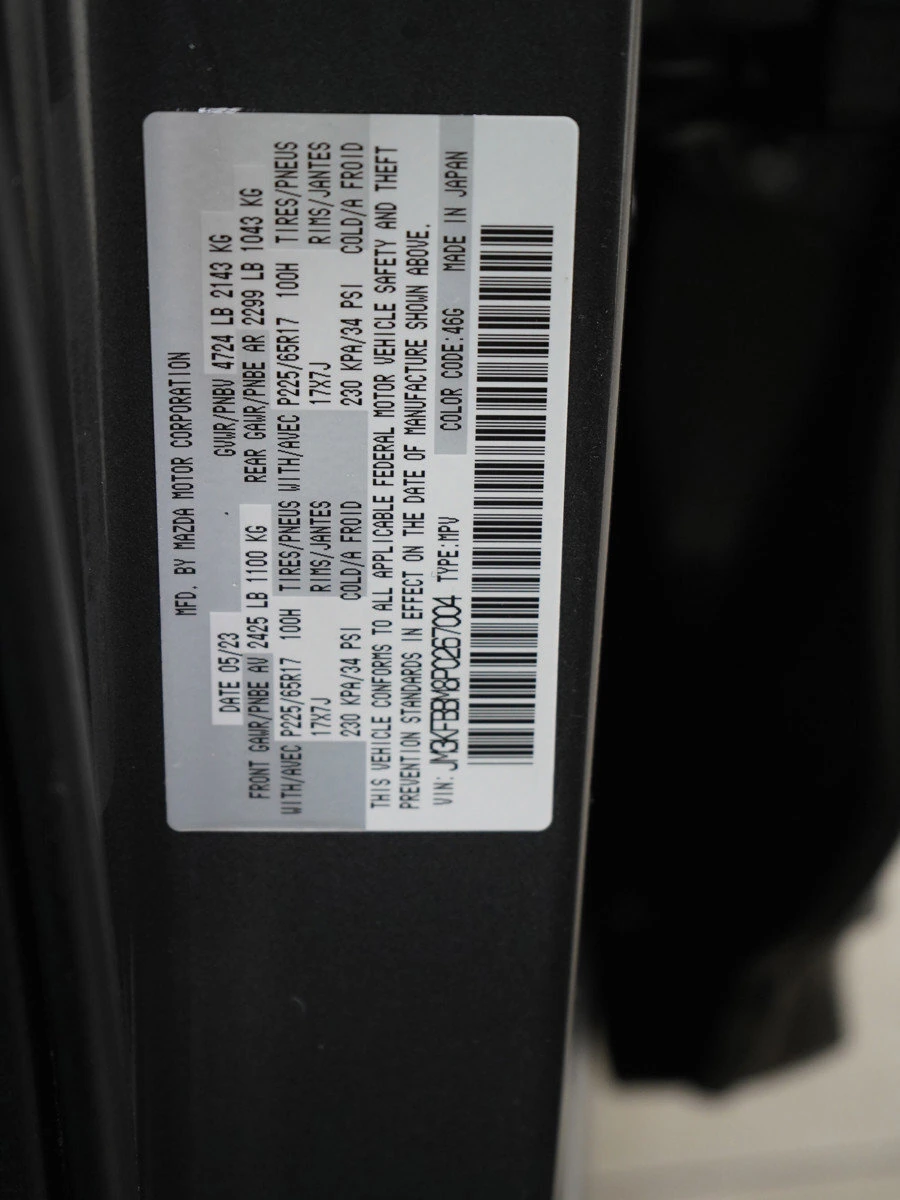 MFD. BY MAZDA MOTOR CORPORATION
DATE 05/23 GVWR/PNBV 4724 LB 2143 KG
FRONT GAWR/PNBE AV 2425 LB 1100 KG REAR GAWR/PNBE AR 2299 LB 1043 KG
WITH/AVEC P225/65R17 100H TIRES/PNEUS WITH/AVEC P225/65R17 100H TIRES/PNEUS
17X7J RIMS/JANTES 17X7J RIMS/JANTES
230 KPA/34 PSI COLD/A FROID 230 KPA/34 PSI COLD/A FROID
THIS VEHICLE CONFORMS TO ALL APPLICABLE FEDERAL MOTOR VEHICLE SAFETY AND THEFT
PREVENTION STANDARDS IN EFFECT ON THE DATE OF MANUFACTURE SHOWN ABOVE.
VIN: JM3KFBBM8P0267004 TYPE:MPV COLOR CODE:46G MADE IN JAPAN